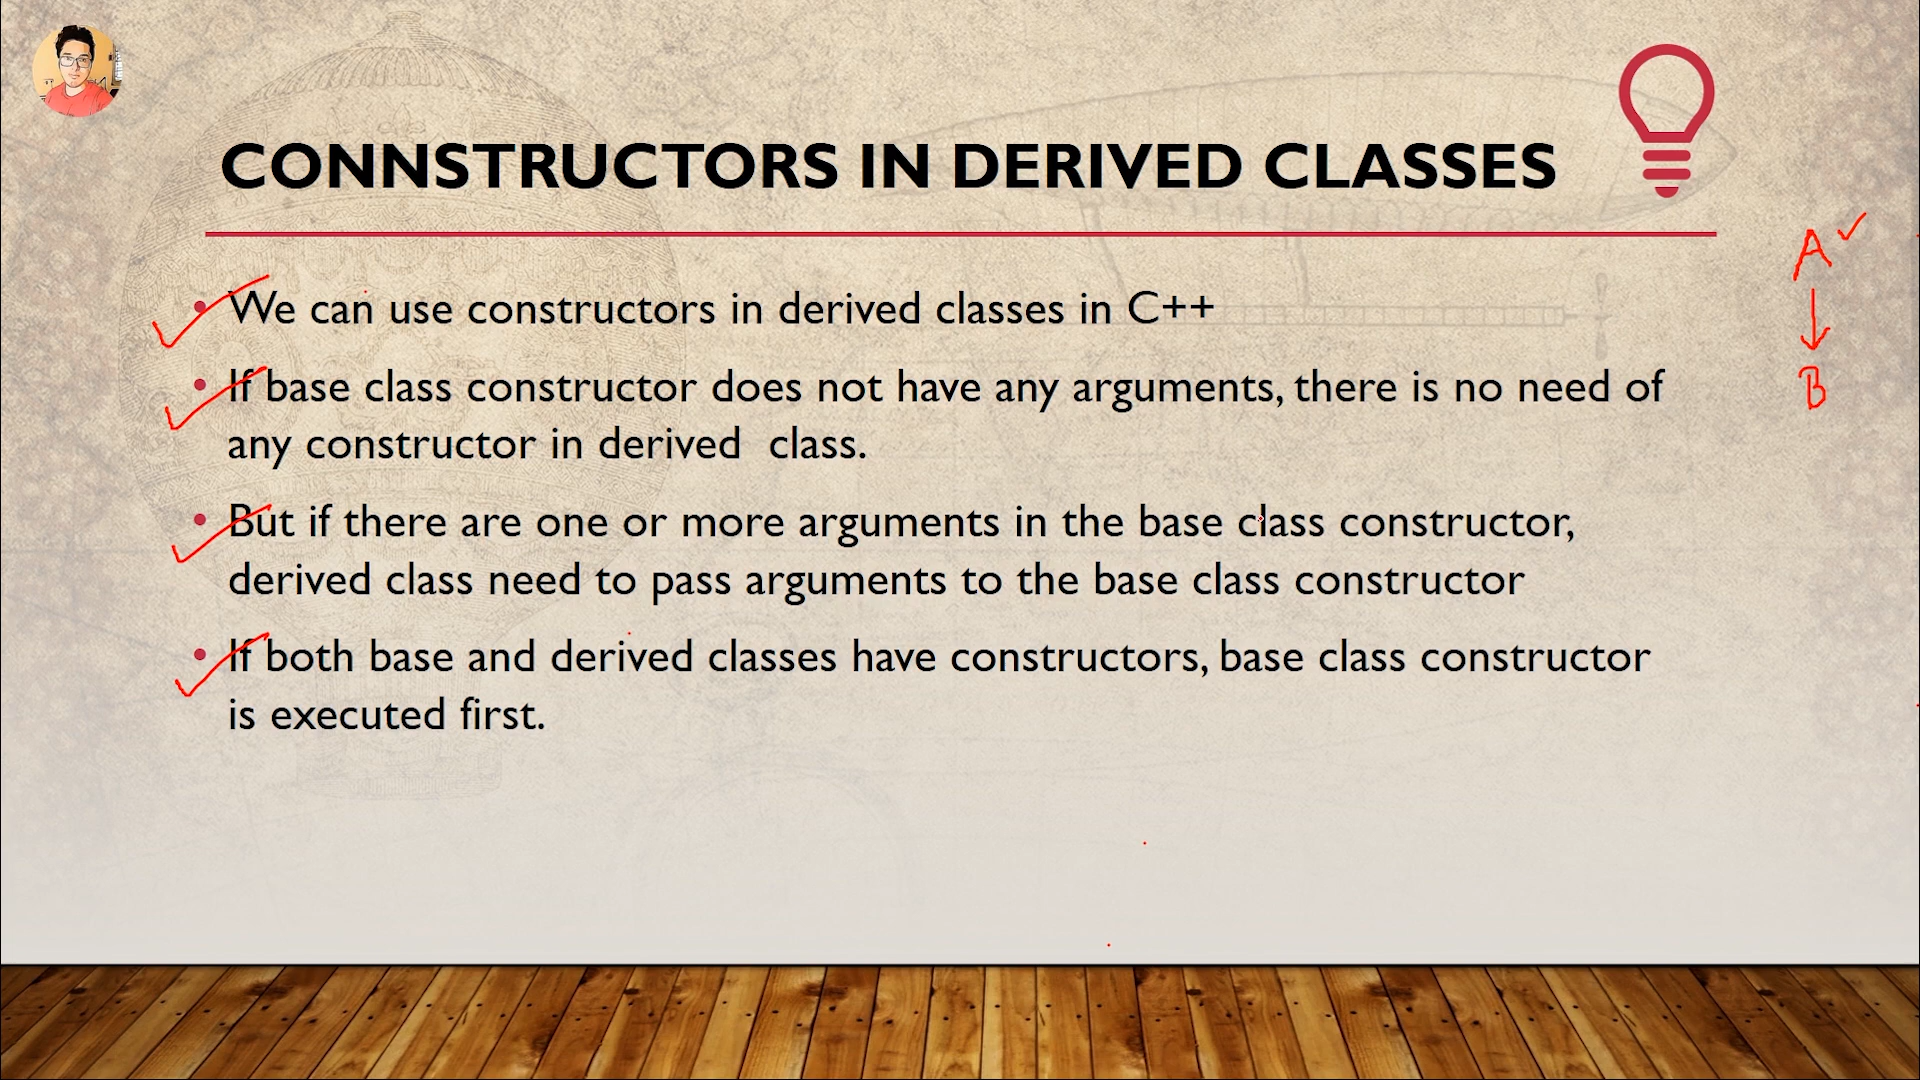 CONNSTRUCTORS IN DERIVED CLASSES
• We can use constructors in derived classes in C++
• If base class constructor does not have any arguments, there is no need of
any constructor in derived class.
• But if there are one or more arguments in the base class constructor,
derived class need to pass arguments to the base class constructor
• If both base and derived classes have constructors, base class constructor
is executed first.
A
B